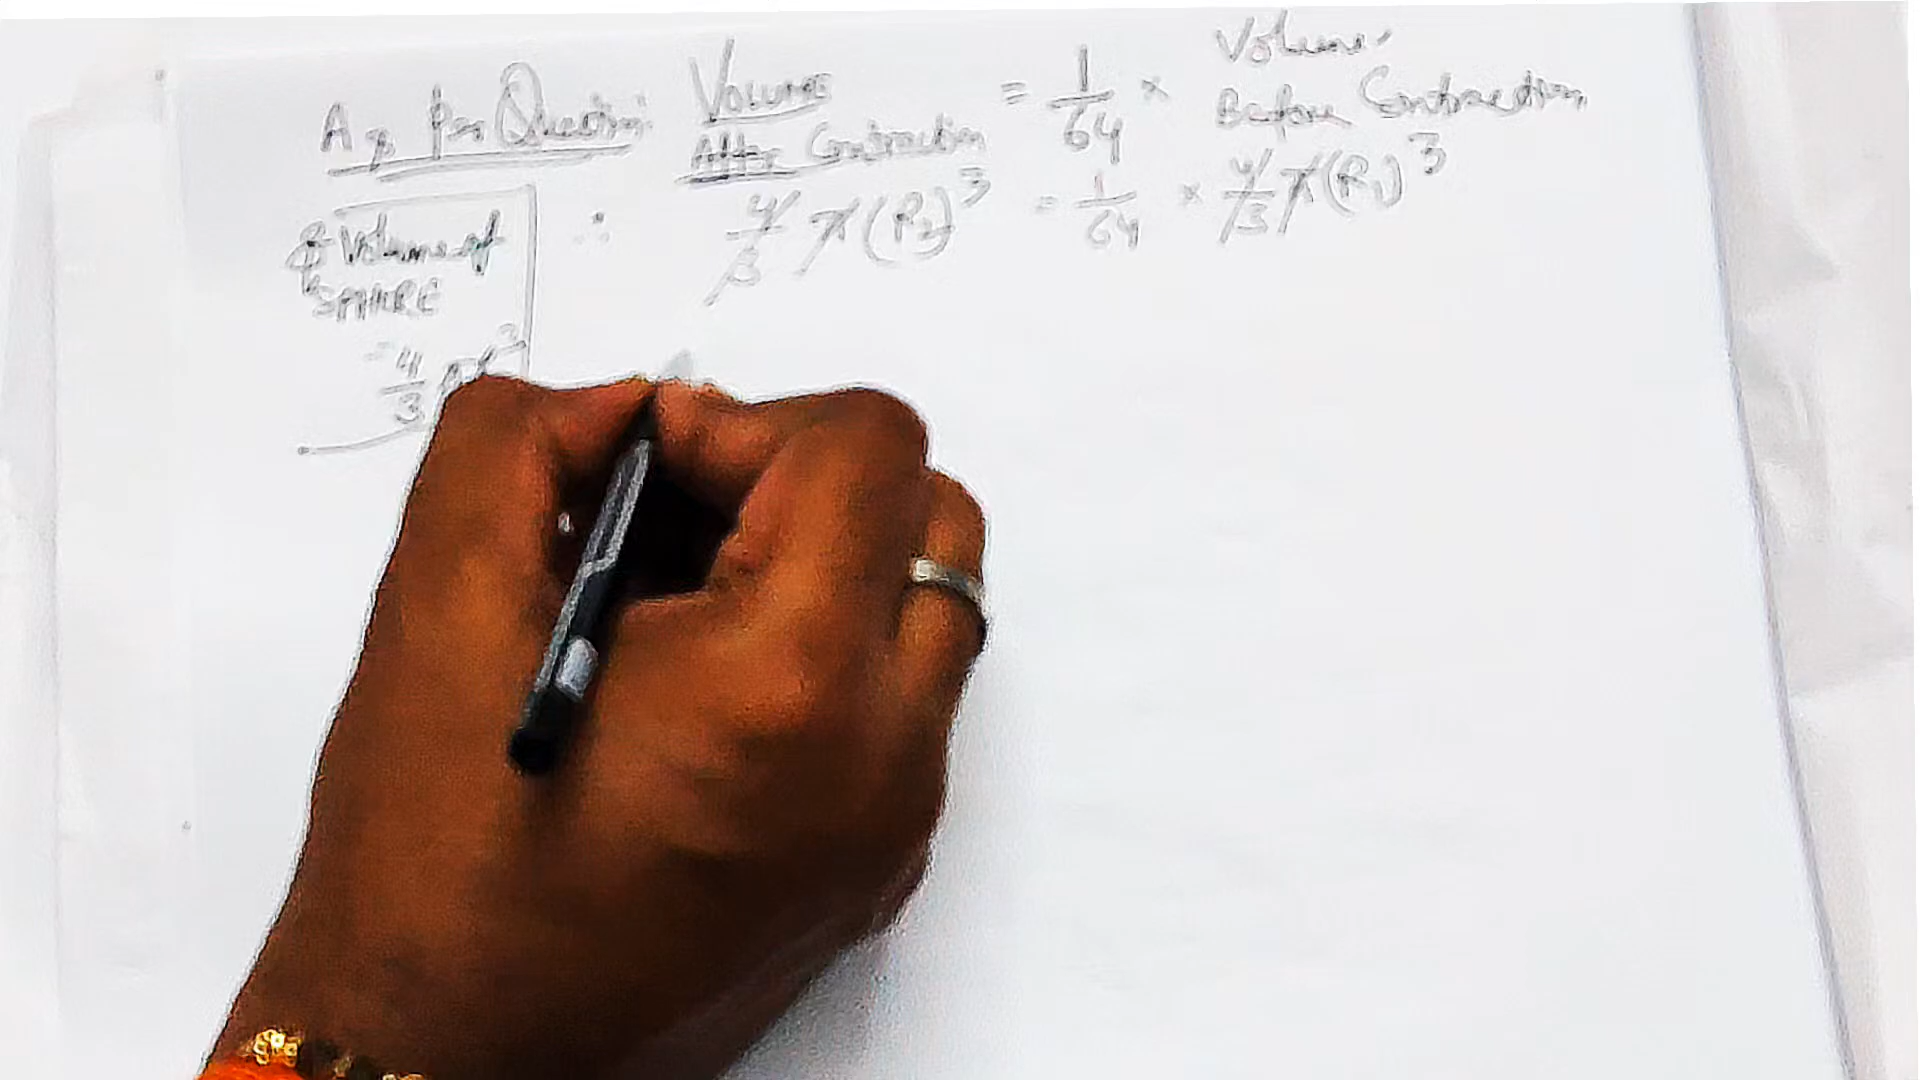 As per Question: Volume After Contraction = 1/64 × Volume Before Contraction
∴ 4/3 π (R₂)³ = 1/64 × 4/3 π (R₁)³
Volume of
SPHERE
= 4/3 πr³